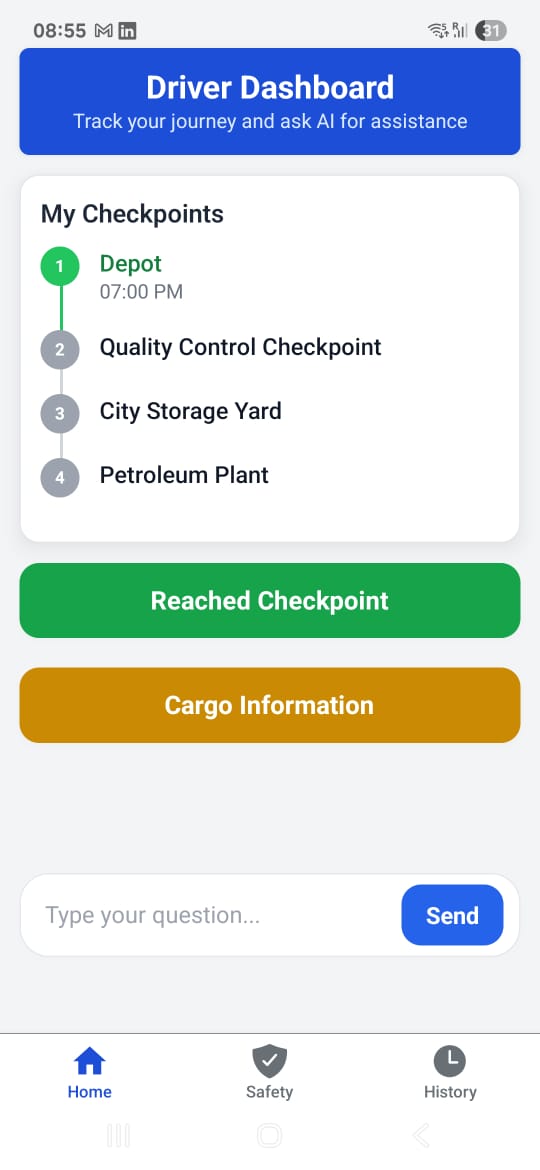 08:55
31
Driver Dashboard
Track your journey and ask AI for assistance
My Checkpoints
1 Depot
07:00 PM
2 Quality Control Checkpoint
3 City Storage Yard
4 Petroleum Plant
Reached Checkpoint
Cargo Information
Type your question...
Send
Home
Safety
History